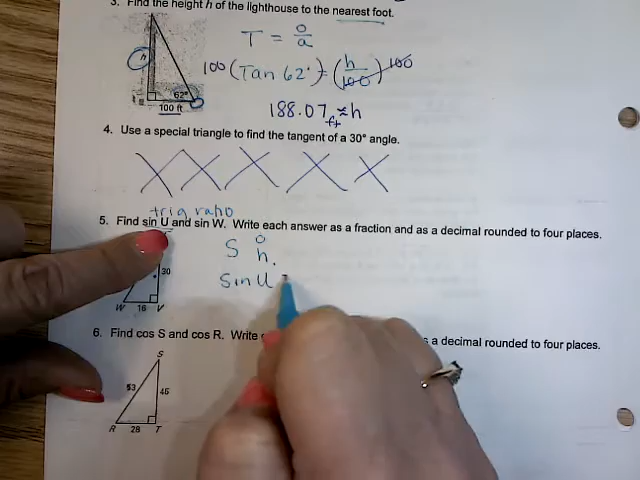 3. Find the height h of the lighthouse to the nearest foot.
T = o/a
h
100 (Tan 62° = (h/100) 100
62°
100 ft
188.07 ft ≈ h
4. Use a special triangle to find the tangent of a 30° angle.
trig ratio
5. Find sin U and sin W. Write each answer as a fraction and as a decimal rounded to four places.
S o/h
30
sin U
W 16 V
6. Find cos S and cos R. Write s a decimal rounded to four places.
S
53 45
R 28 T